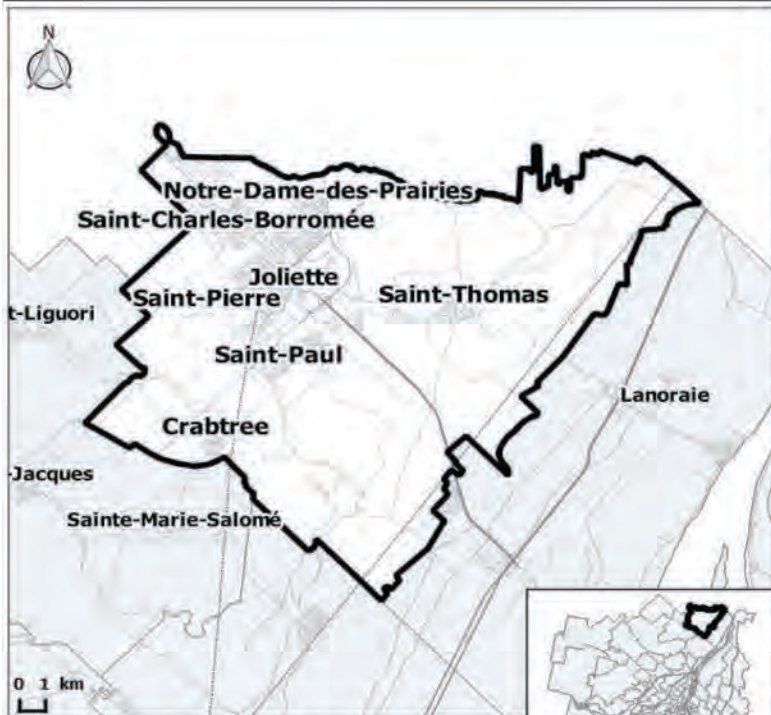 N
Notre-Dame-des-Prairies
Saint-Charles-Borromée
Joliette
Saint-Pierre
Saint-Thomas
t-Liguori
Saint-Paul
Lanoraie
Crabtree
-Jacques
Sainte-Marie-Salomé
0 1 km